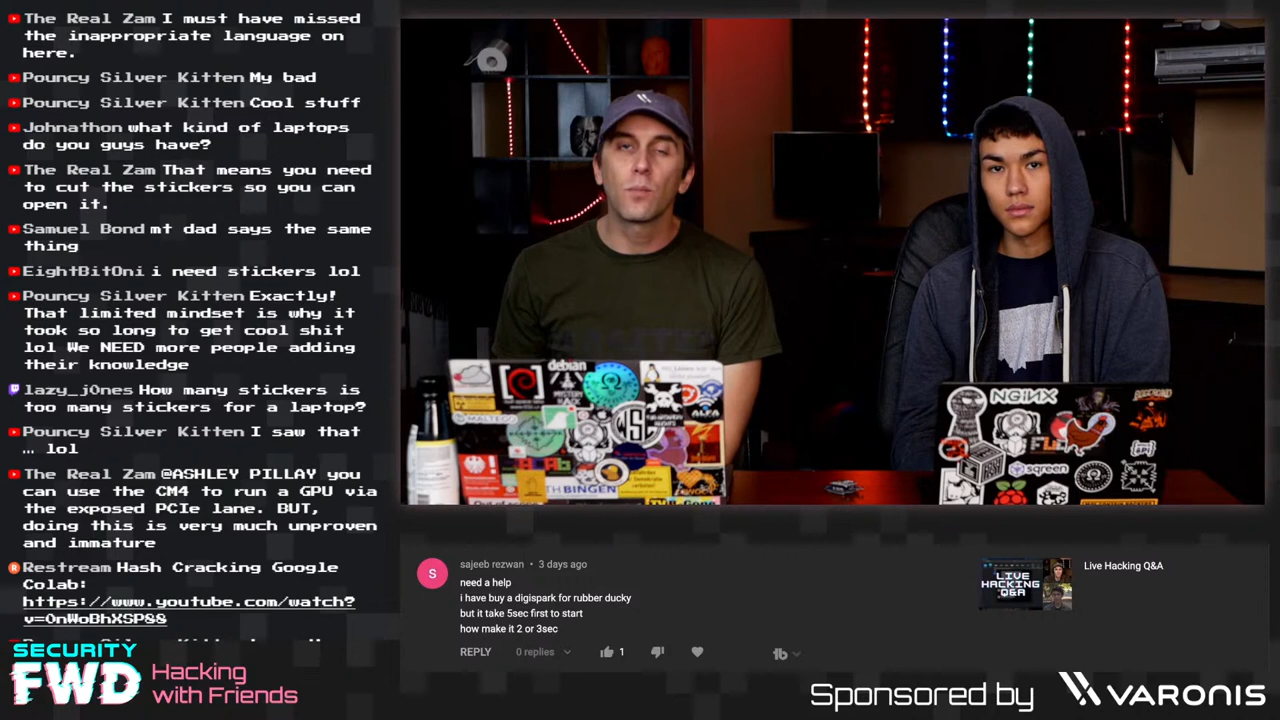 The Real Zam I must have missed
the inappropriate language on
here.
Pouncy Silver Kitten My bad
Pouncy Silver Kitten Cool stuff
Johnathon what kind of laptops
do you guys have?
The Real Zam That means you need
to cut the stickers so you can
open it.
Samuel Bond mt dad says the same
thing
EightBitOni i need stickers lol
Pouncy Silver Kitten Exactly!
That limited mindset is why it
took so long to get cool shit
lol We NEED more people adding
their knowledge
lazy_j0nes How many stickers is
too many stickers for a laptop?
Pouncy Silver Kitten I saw that
… lol
The Real Zam @ASHLEY PILLAY you
can use the CM4 to run a GPU via
the exposed PCIe lane. BUT,
doing this is very much unproven
and immature
Restream Hash Cracking Google
Colab:
https://www.youtube.com/watch?
v=OnWoBhXSP88
SECURITY
FWD
Hacking
with Friends
debian
MALTEGO
ALFA
TH BINGEN
NGINX
sqreen
S
sajeeb rezwan • 3 days ago
need a help
i have buy a digispark for rubber ducky
but it take 5sec first to start
how make it 2 or 3sec
REPLY 0 replies 1
tb
LIVE
HACKING
Q&A
Live Hacking Q&A
Sponsored by VARONIS